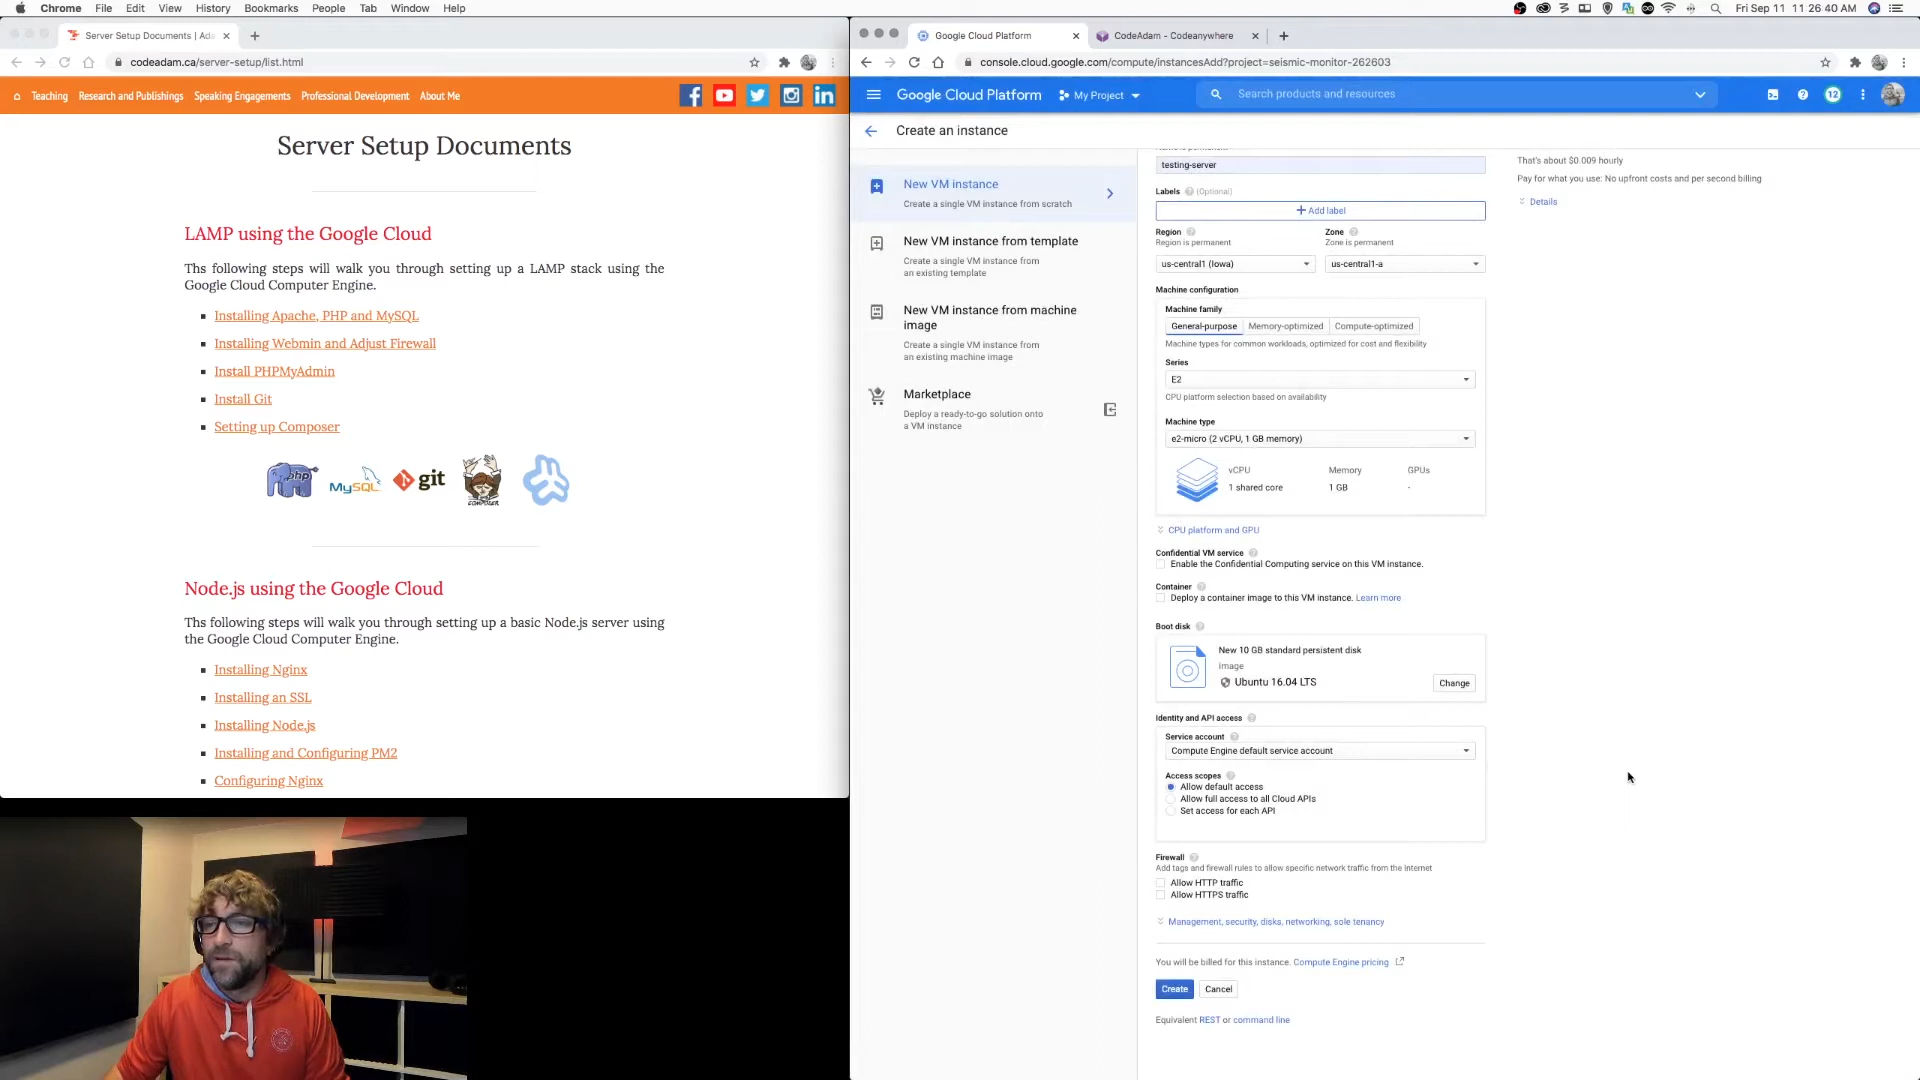 Chrome File Edit View History Bookmarks People Tab Window Help
Fri Sep 11 11:26:40 AM
Server Setup Documents | Ada
codeadam.ca/server-setup/list.html
Teaching Research and Publishings Speaking Engagements Professional Development About Me
Server Setup Documents
LAMP using the Google Cloud
Ths following steps will walk you through setting up a LAMP stack using the
Google Cloud Computer Engine.
Installing Apache, PHP and MySQL
Installing Webmin and Adjust Firewall
Install PHPMyAdmin
Install Git
Setting up Composer
php MySQL git COMPOSER
Node.js using the Google Cloud
Ths following steps will walk you through setting up a basic Node.js server using
the Google Cloud Computer Engine.
Installing Nginx
Installing an SSL
Installing Node.js
Installing and Configuring PM2
Configuring Nginx
Google Cloud Platform
CodeAdam - Codeanywhere
console.cloud.google.com/compute/instancesAdd?project=seismic-monitor-262603
Google Cloud Platform My Project Search products and resources 12
Create an instance
New VM instance
Create a single VM instance from scratch
New VM instance from template
Create a single VM instance from
an existing template
New VM instance from machine
image
Create a single VM instance from
an existing machine image
Marketplace
Deploy a ready-to-go solution onto
a VM instance
testing-server
Labels (Optional)
Add label
Region Zone
Region is permanent Zone is permanent
us-central1 (Iowa) us-central1-a
Machine configuration
Machine family
General-purpose Memory-optimized Compute-optimized
Machine types for common workloads, optimized for cost and flexibility
Series
E2
CPU platform selection based on availability
Machine type
e2-micro (2 vCPU, 1 GB memory)
vCPU Memory GPUs
1 shared core 1 GB -
CPU platform and GPU
Confidential VM service
Enable the Confidential Computing service on this VM instance.
Container
Deploy a container image to this VM instance. Learn more
Boot disk
New 10 GB standard persistent disk
Image
Ubuntu 16.04 LTS
Change
Identity and API access
Service account
Compute Engine default service account
Access scopes
Allow default access
Allow full access to all Cloud APIs
Set access for each API
Firewall
Add tags and firewall rules to allow specific network traffic from the Internet
Allow HTTP traffic
Allow HTTPS traffic
Management, security, disks, networking, sole tenancy
You will be billed for this instance. Compute Engine pricing
Create Cancel
Equivalent REST or command line
That's about $0.009 hourly
Pay for what you use: No upfront costs and per second billing
Details